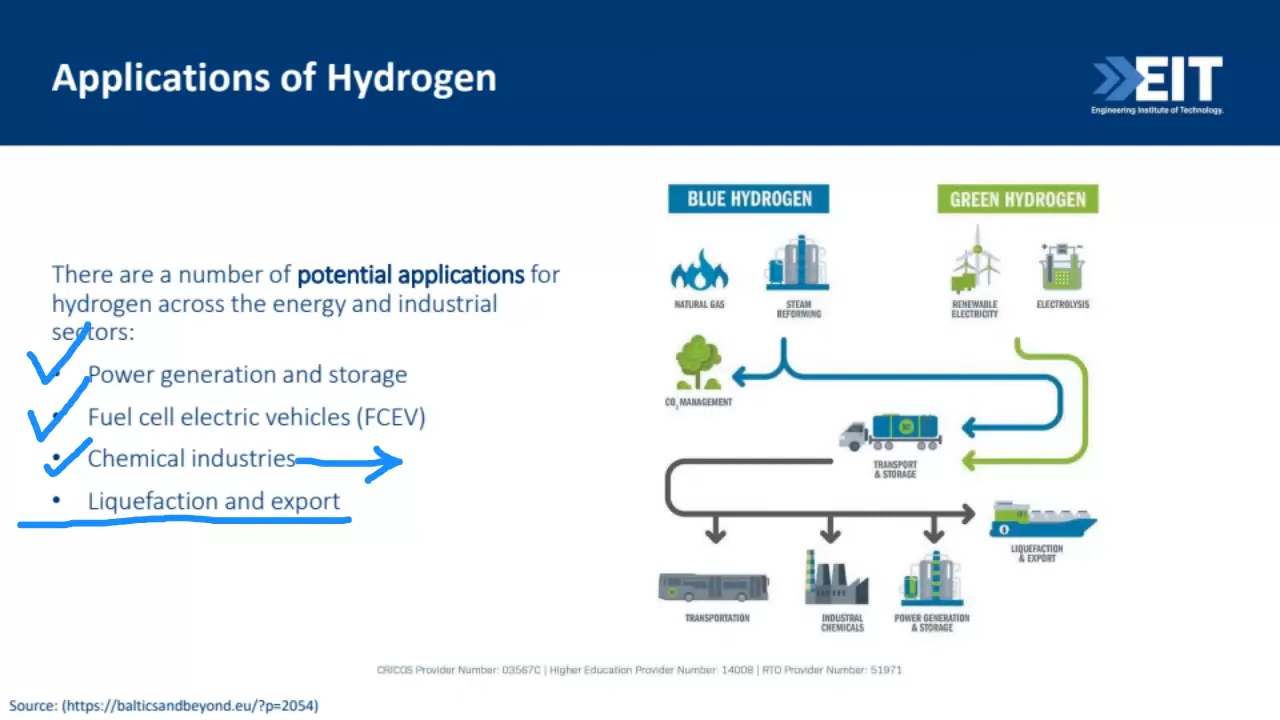 Applications of Hydrogen
EIT
Engineering Institute of Technology.
There are a number of potential applications for
hydrogen across the energy and industrial
sectors:
• Power generation and storage
• Fuel cell electric vehicles (FCEV)
• Chemical industries
• Liquefaction and export
BLUE HYDROGEN
GREEN HYDROGEN
NATURAL GAS
STEAM
REFORMING
RENEWABLE
ELECTRICITY
ELECTROLYSIS
CO₂ MANAGEMENT
TRANSPORT
& STORAGE
LIQUEFACTION
& EXPORT
TRANSPORTATION
INDUSTRIAL
CHEMICALS
POWER GENERATION
& STORAGE
CRICOS Provider Number: 03567C | Higher Education Provider Number: 14008 | RTO Provider Number: 51971
Source: (https://balticsandbeyond.eu/?p=2054)